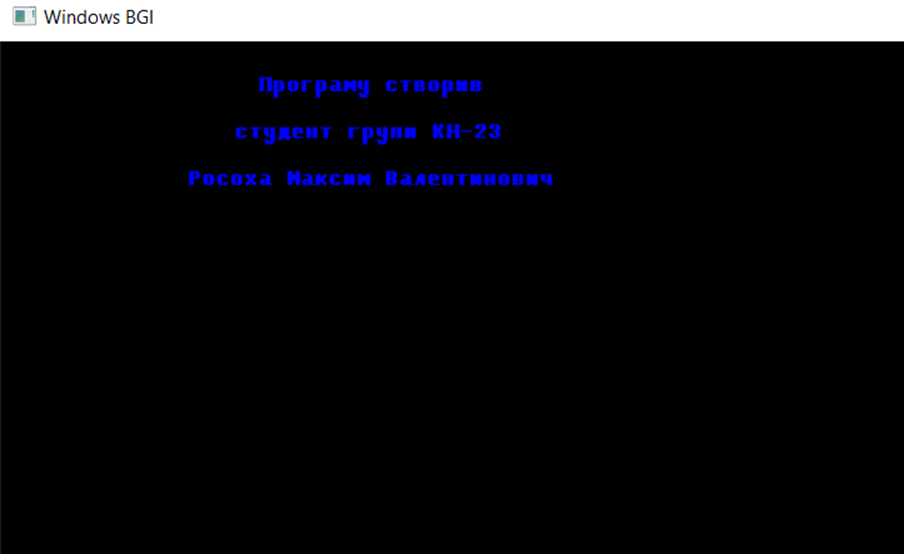 Windows BGI
Програму створив
студент групи КН-23
Росоха Максим Валентинович